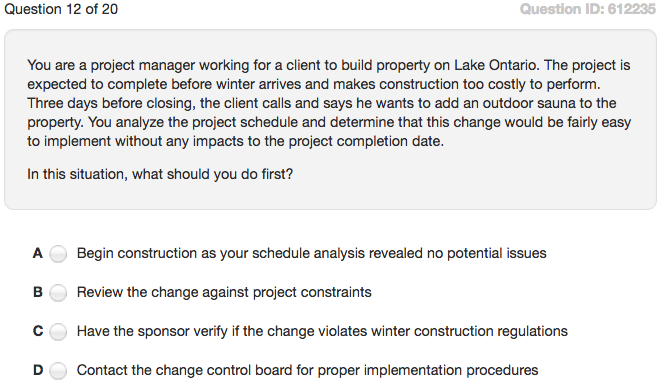 Question 12 of 20
Question ID: 612235
You are a project manager working for a client to build property on Lake Ontario. The project is
expected to complete before winter arrives and makes construction too costly to perform.
Three days before closing, the client calls and says he wants to add an outdoor sauna to the
property. You analyze the project schedule and determine that this change would be fairly easy
to implement without any impacts to the project completion date.
In this situation, what should you do first?
A Begin construction as your schedule analysis revealed no potential issues
B Review the change against project constraints
C Have the sponsor verify if the change violates winter construction regulations
D Contact the change control board for proper implementation procedures